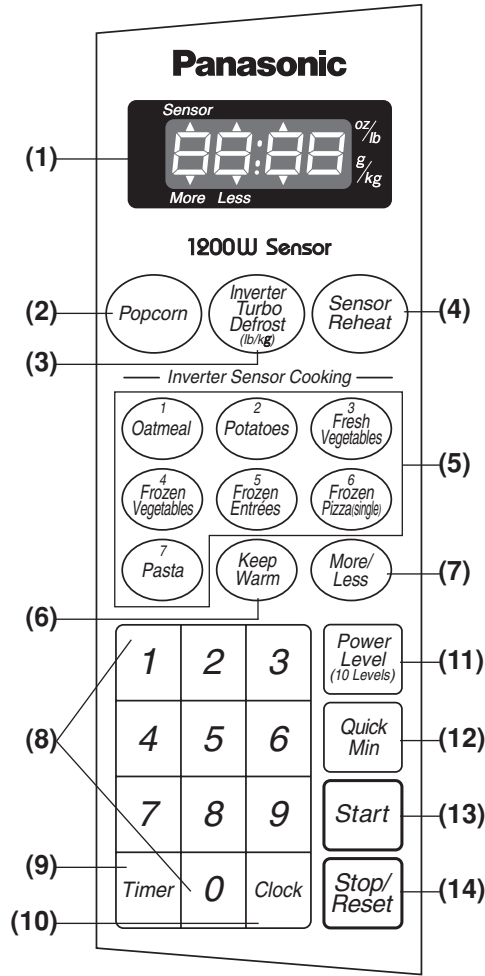 Panasonic
Sensor
88:88
oz/lb
g/kg
More Less
(1)
1200W Sensor
(2)
Popcorn
Inverter
Turbo
Defrost
(lb/kg)
Sensor
Reheat
(4)
(3)
Inverter Sensor Cooking
1
Oatmeal
2
Potatoes
3
Fresh
Vegetables
(5)
4
Frozen
Vegetables
5
Frozen
Entrées
6
Frozen
Pizza(single)
7
Pasta
Keep
Warm
More/
Less
(7)
(6)
1 2 3
Power
Level
(10 Levels)
(11)
4 5 6
Quick
Min
(12)
(8)
7 8 9
Start
(13)
(9)
Timer
0
Clock
Stop/
Reset
(14)
(10)